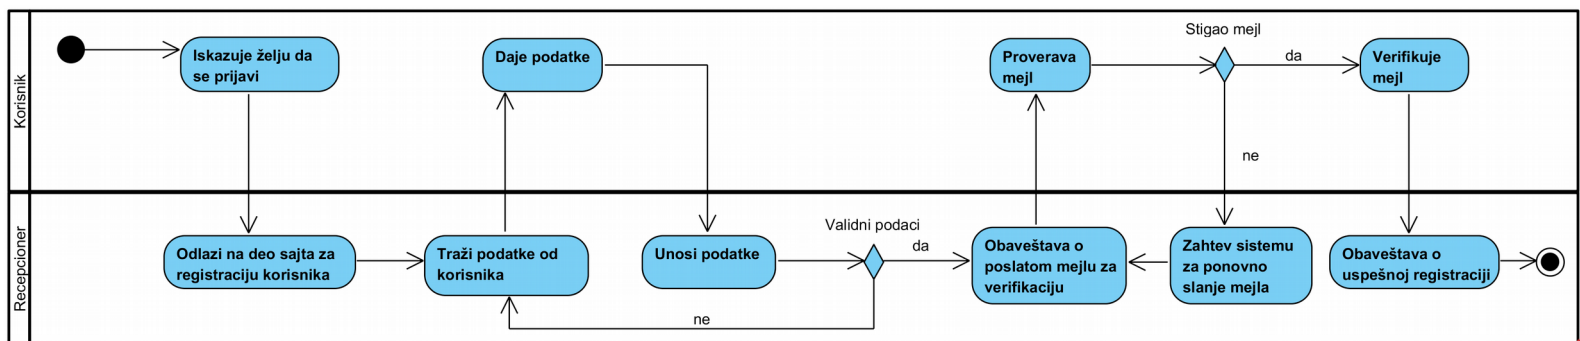 Korisnik
Iskazuje želju da
se prijavi
Daje podatke
Proverava
mejl
Stigao mejl
da
Verifikuje
mejl
ne
Recepcioner
Odlazi na deo sajta za
registraciju korisnika
Traži podatke od
korisnika
Unosi podatke
Validni podaci
da
ne
Obaveštava o
poslatom mejlu za
verifikaciju
Zahtev sistemu
za ponovno
slanje mejla
Obaveštava o
uspešnoj registraciji